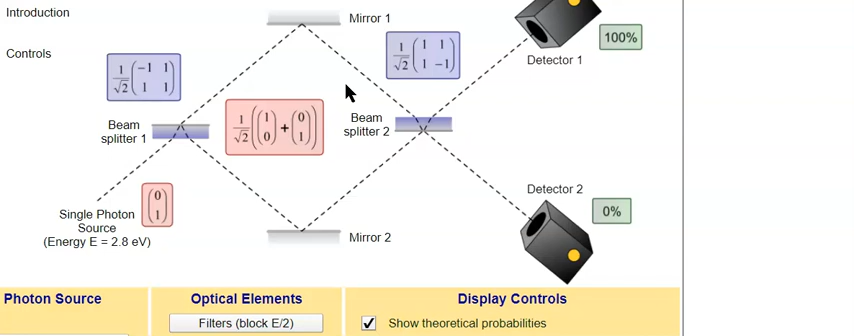 Introduction
Controls
Mirror 1
100%
Detector 1
1/√2 (−1 1 / 1 1)
1/√2 (1 1 / 1 −1)
Beam
splitter 1
1/√2 ((1 / 0) + (0 / 1))
Beam
splitter 2
(0 / 1)
Single Photon
Source
(Energy E = 2.8 eV)
Mirror 2
Detector 2
0%
Photon Source
Optical Elements
Display Controls
Filters (block E/2)
Show theoretical probabilities